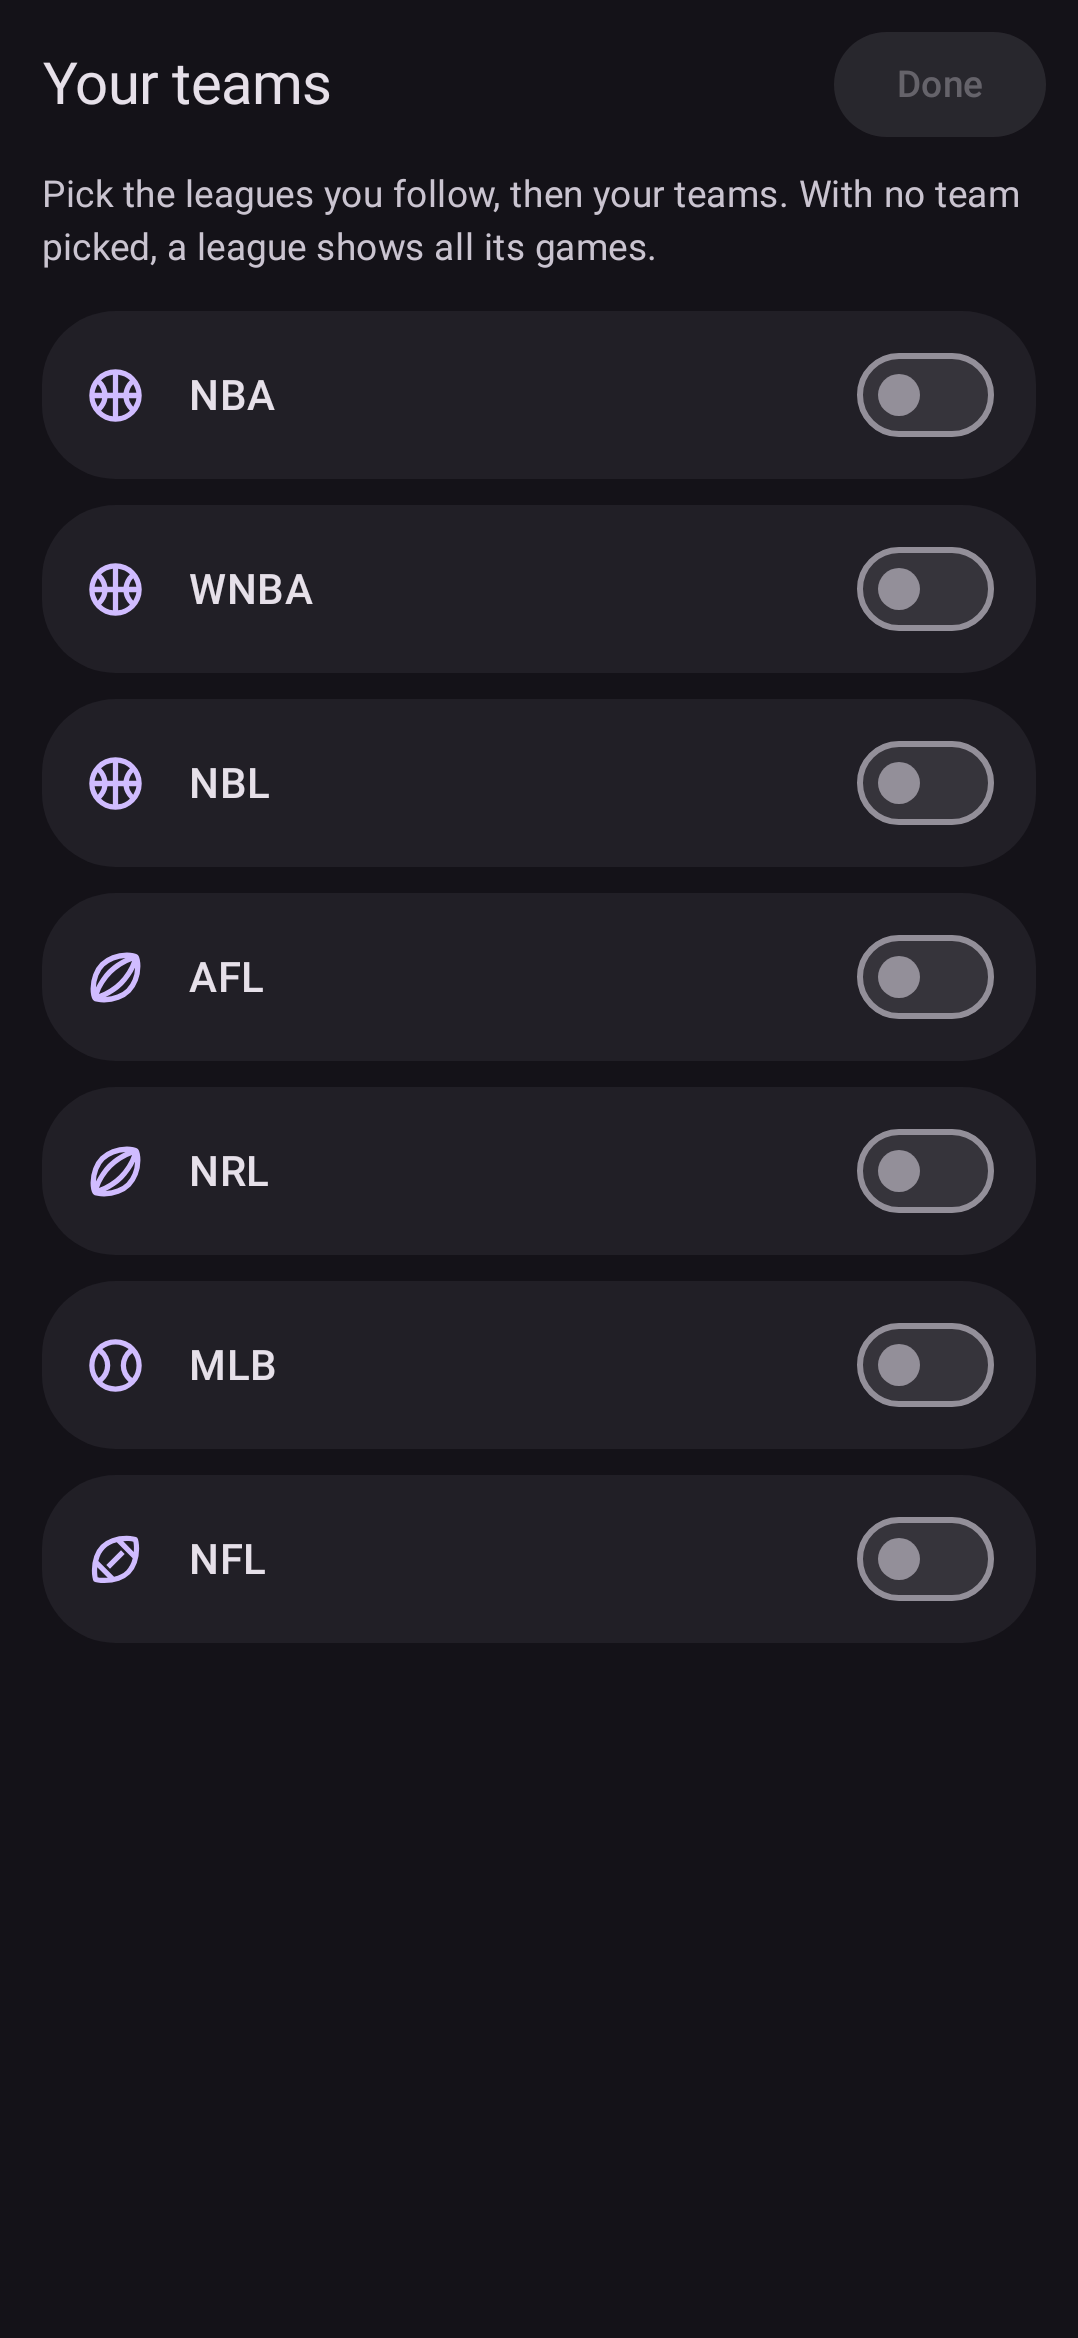 Your teams
Done
Pick the leagues you follow, then your teams. With no team
picked, a league shows all its games.
NBA
WNBA
NBL
AFL
NRL
MLB
NFL